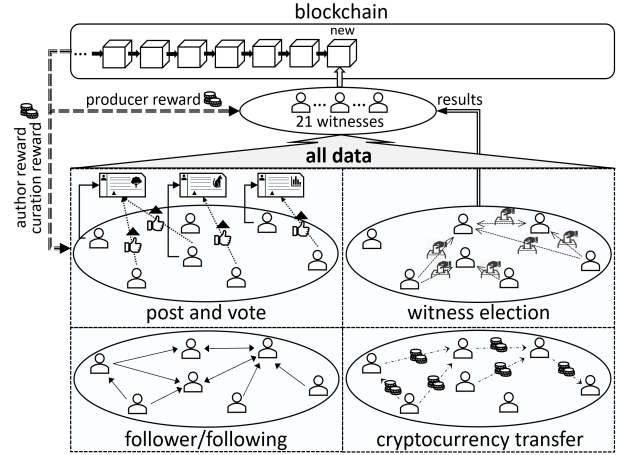 blockchain
new
...
producer reward
... ...
21 witnesses
results
author reward
curation reward
all data
post and vote
witness election
follower/following
cryptocurrency transfer